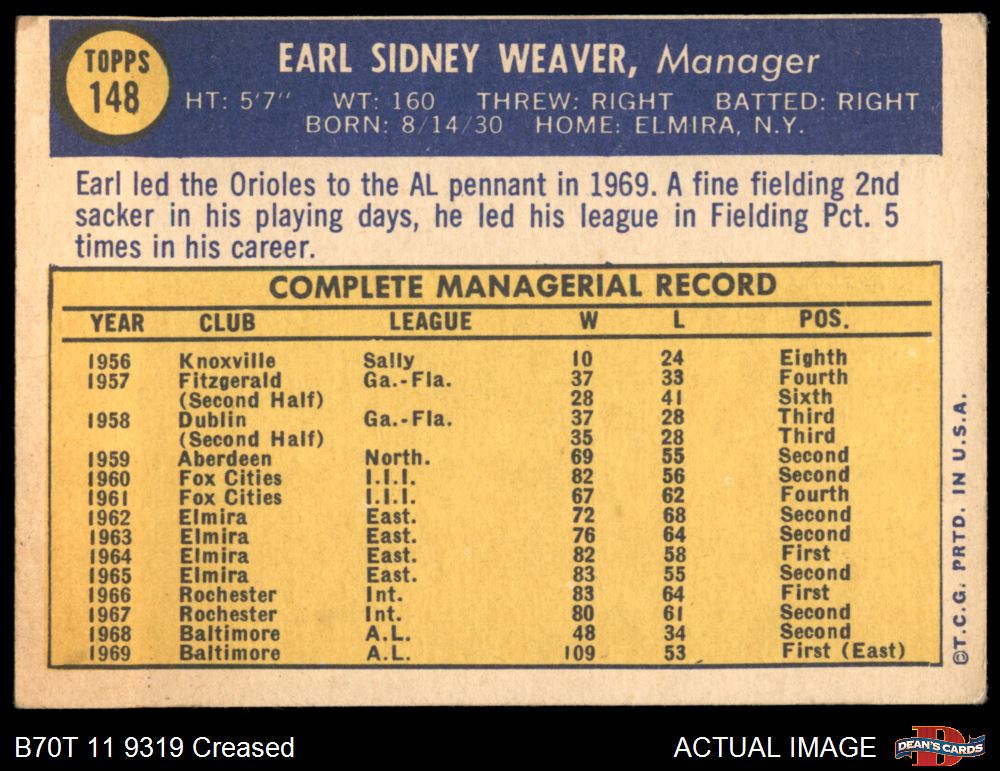 TOPPS
148
EARL SIDNEY WEAVER, Manager
HT: 5'7" WT: 160 THREW: RIGHT BATTED: RIGHT
BORN: 8/14/30 HOME: ELMIRA, N.Y.
Earl led the Orioles to the AL pennant in 1969. A fine fielding 2nd
sacker in his playing days, he led his league in Fielding Pct. 5
times in his career.
COMPLETE MANAGERIAL RECORD
YEAR CLUB LEAGUE W L POS.
1956 Knoxville Sally 10 24 Eighth
1957 Fitzgerald Ga.-Fla. 37 33 Fourth
(Second Half) 28 41 Sixth
1958 Dublin Ga.-Fla. 37 28 Third
(Second Half) 35 28 Third
1959 Aberdeen North. 69 55 Second
1960 Fox Cities I.I.I. 82 56 Second
1961 Fox Cities I.I.I. 67 62 Fourth
1962 Elmira East. 72 68 Second
1963 Elmira East. 76 64 Second
1964 Elmira East. 82 58 First
1965 Elmira East. 83 55 Second
1966 Rochester Int. 83 64 First
1967 Rochester Int. 80 61 Second
1968 Baltimore A.L. 48 34 Second
1969 Baltimore A.L. 109 53 First (East)
©T.C.G. PRTD. IN U.S.A.
B70T 11 9319 Creased
ACTUAL IMAGE
D
DEAN'S CARDS